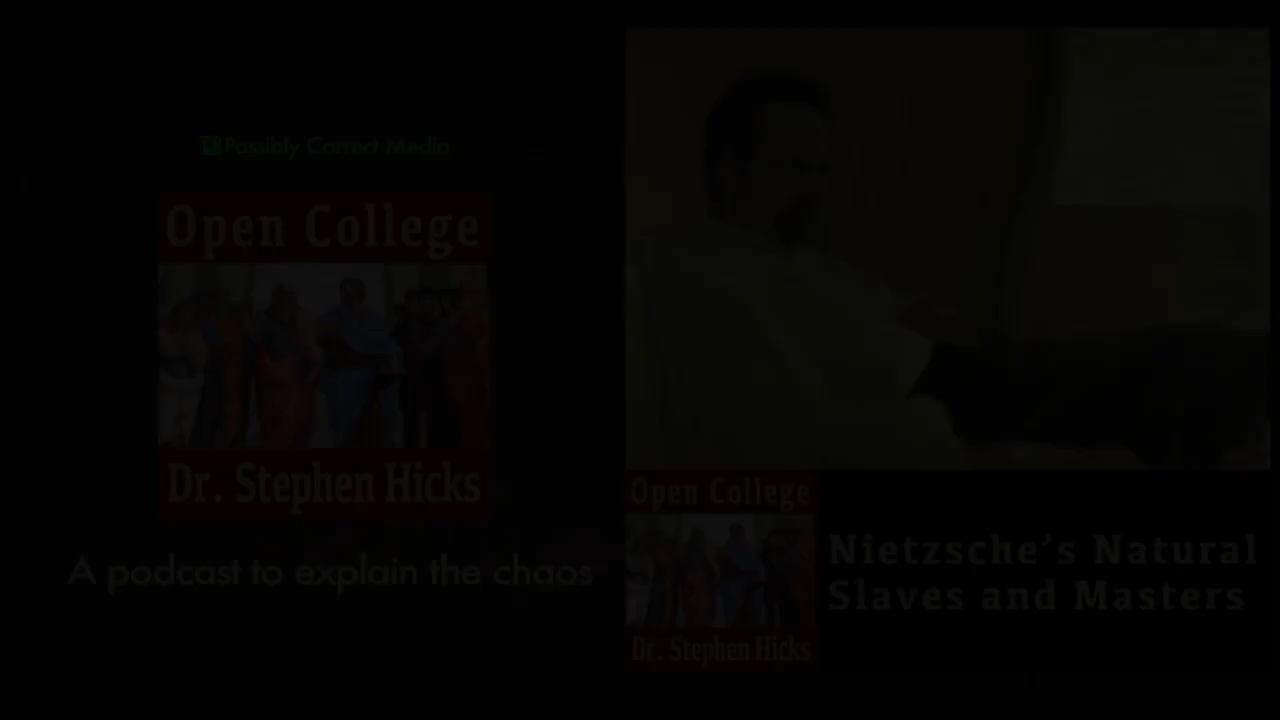 Possibly Correct Media
Open College
Dr. Stephen Hicks
A podcast to explain the chaos
Open College
Dr. Stephen Hicks
Nietzsche's Natural
Slaves and Masters